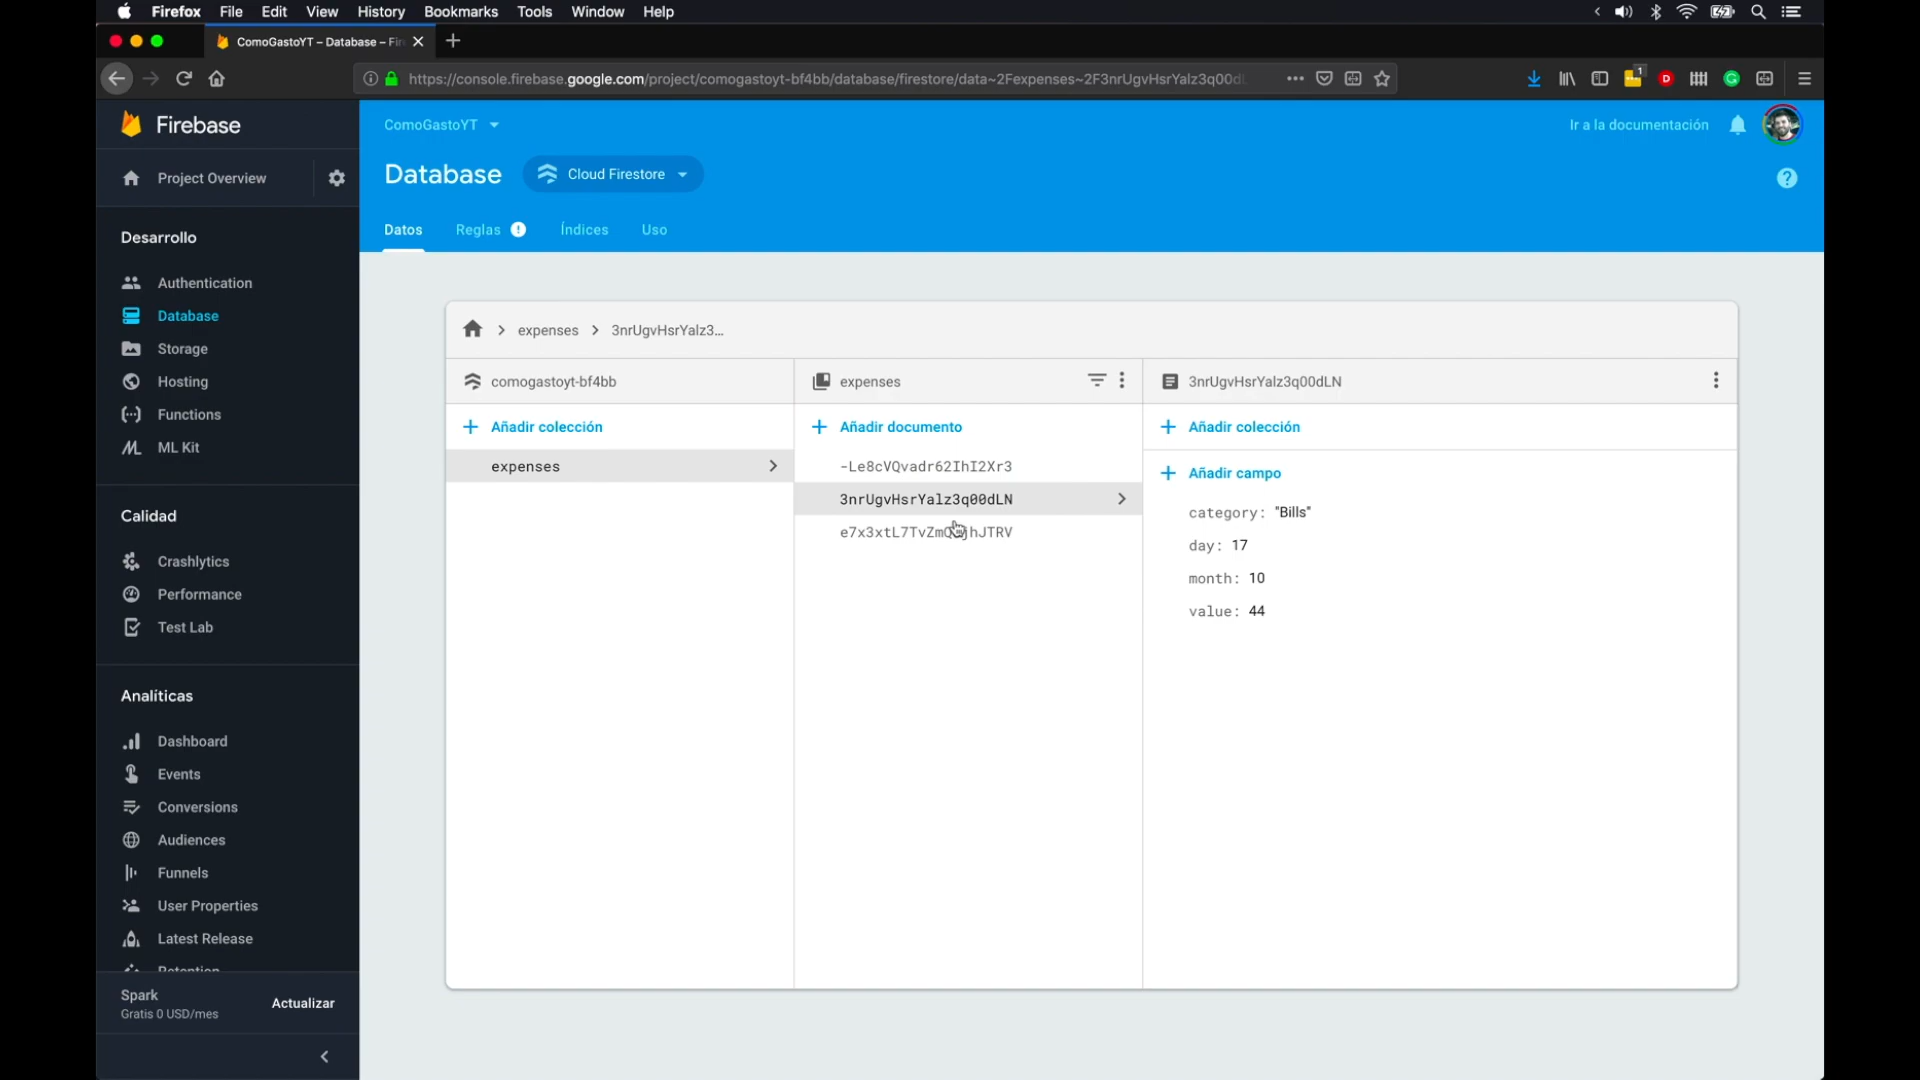 Firefox File Edit View History Bookmarks Tools Window Help
ComoGastoYT – Database – Fir
https://console.firebase.google.com/project/comogastoyt-bf4bb/database/firestore/data~2Fexpenses~2F3nrUgvHsrYalz3q00dL
1
D
G
Firebase
ComoGastoYT
Ir a la documentación
Project Overview
Database
Cloud Firestore
?
Datos
Reglas !
Índices
Uso
Desarrollo
Authentication
Database
Storage
Hosting
Functions
ML Kit
Calidad
Crashlytics
Performance
Test Lab
Analíticas
Dashboard
Events
Conversions
Audiences
Funnels
User Properties
Latest Release
Retention
Spark
Gratis 0 USD/mes
Actualizar
expenses
3nrUgvHsrYalz3...
comogastoyt-bf4bb
expenses
3nrUgvHsrYalz3q00dLN
Añadir colección
Añadir documento
Añadir colección
expenses
-Le8cVQvadr62IhI2Xr3
3nrUgvHsrYalz3q00dLN
Añadir campo
category: "Bills"
day: 17
month: 10
value: 44